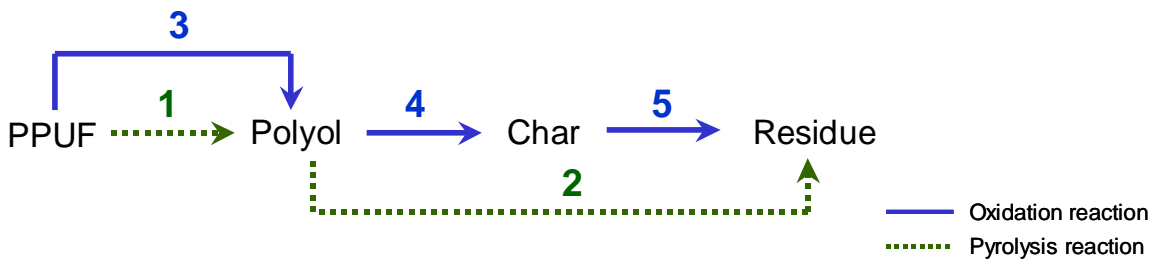 3
1
4
5
PPUF
Polyol
Char
Residue
2
Oxidation reaction
Pyrolysis reaction